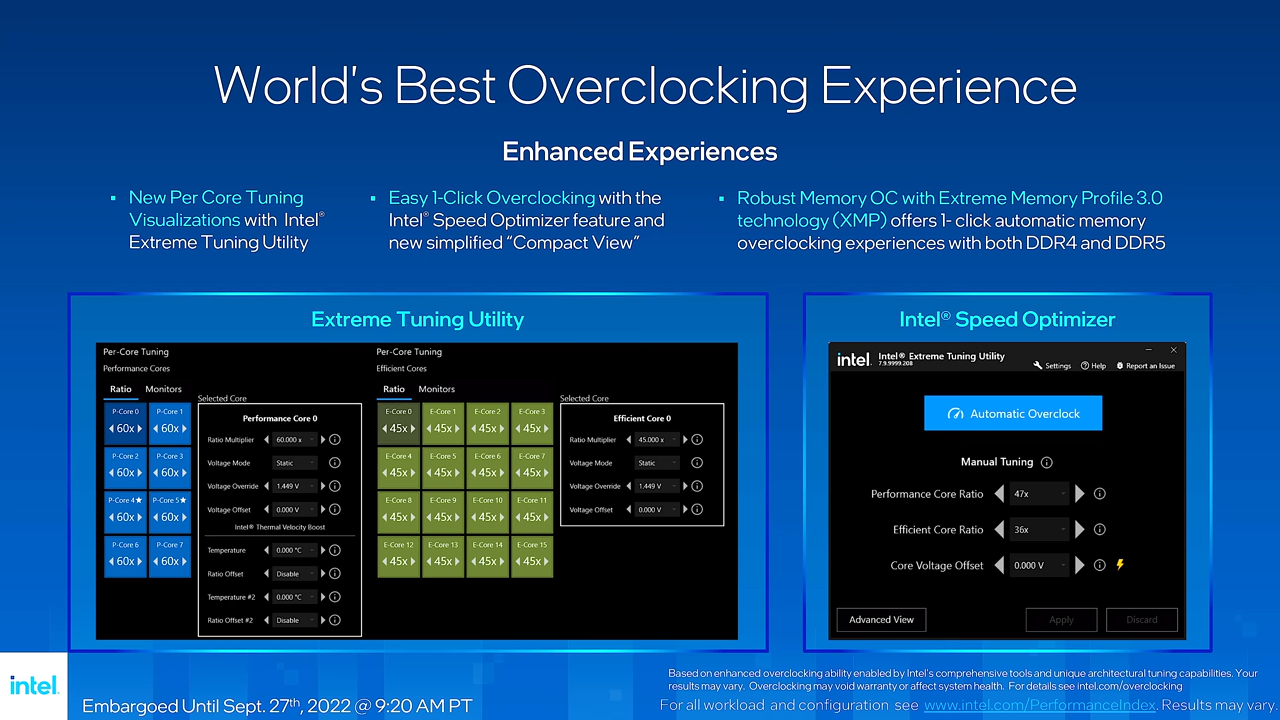 World's Best Overclocking Experience
Enhanced Experiences
▪ New Per Core Tuning
Visualizations with Intel®
Extreme Tuning Utility
▪ Easy 1-Click Overclocking with the
Intel® Speed Optimizer feature and
new simplified “Compact View”
▪ Robust Memory OC with Extreme Memory Profile 3.0
technology (XMP) offers 1- click automatic memory
overclocking experiences with both DDR4 and DDR5
Extreme Tuning Utility
Per-Core Tuning
Performance Cores
Ratio Monitors
P-Core 0 P-Core 1
60x 60x
P-Core 2 P-Core 3
60x 60x
P-Core 4★ P-Core 5★
60x 60x
P-Core 6 P-Core 7
60x 60x
Selected Core
Performance Core 0
Ratio Multiplier 60.000 x
Voltage Mode Static
Voltage Override 1.449 V
Voltage Offset 0.000 V
Intel® Thermal Velocity Boost
Temperature 0.000 °C
Ratio Offset Disable
Temperature #2 0.000 °C
Ratio Offset #2 Disable
Per-Core Tuning
Efficient Cores
Ratio Monitors
E-Core 0 E-Core 1 E-Core 2 E-Core 3
45x 45x 45x 45x
E-Core 4 E-Core 5 E-Core 6 E-Core 7
45x 45x 45x 45x
E-Core 8 E-Core 9 E-Core 10 E-Core 11
45x 45x 45x 45x
E-Core 12 E-Core 13 E-Core 14 E-Core 15
45x 45x 45x 45x
Selected Core
Efficient Core 0
Ratio Multiplier 45.000 x
Voltage Mode Static
Voltage Override 1.449 V
Voltage Offset 0.000 V
Intel® Speed Optimizer
intel. Intel® Extreme Tuning Utility
7.9.9999.208
Settings Help Report an Issue
Automatic Overclock
Manual Tuning
Performance Core Ratio 47x
Efficient Core Ratio 36x
Core Voltage Offset 0.000 V
Advanced View Apply Discard
intel.
Embargoed Until Sept. 27th, 2022 @ 9:20 AM PT
Based on enhanced overclocking ability enabled by Intel's comprehensive tools and unique architectural tuning capabilities. Your
results may vary. Overclocking may void warranty or affect system health. For details see intel.com/overclocking
For all workload and configuration see www.intel.com/PerformanceIndex. Results may vary.